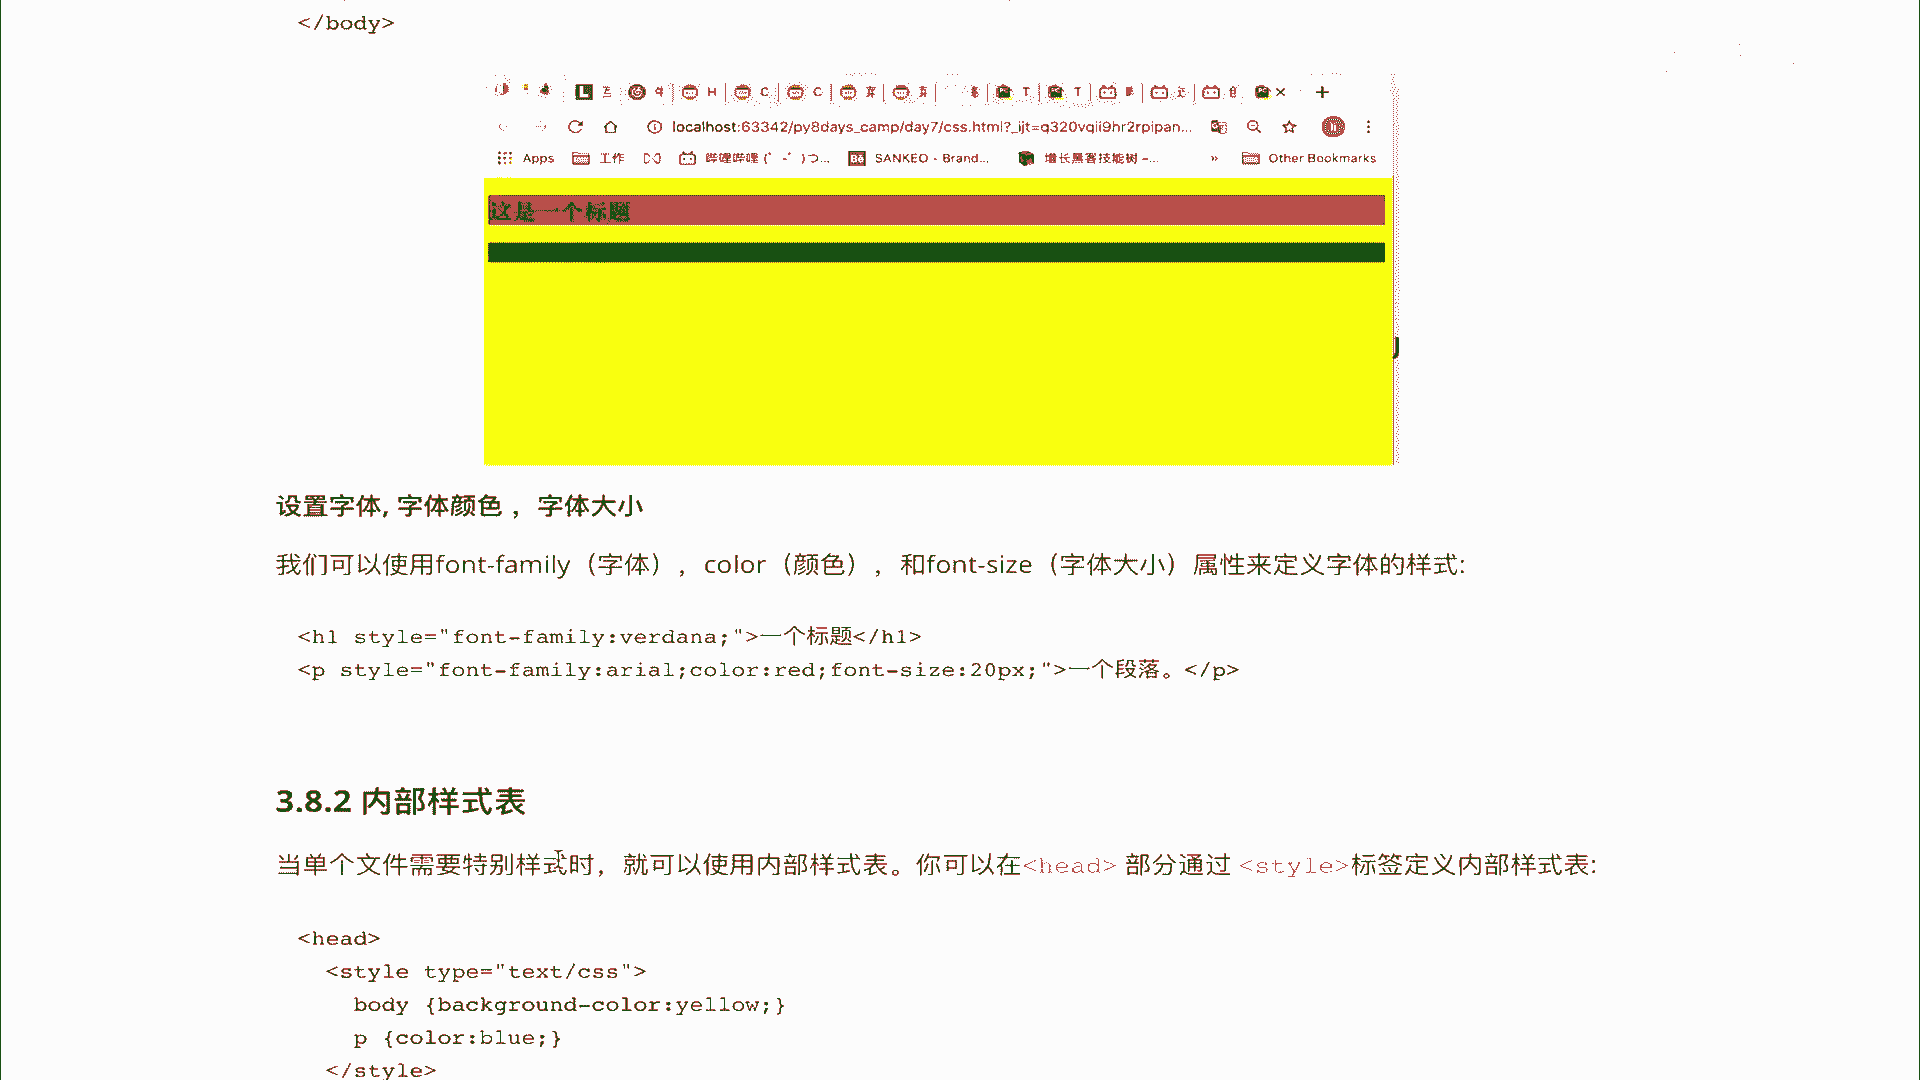 </body>
localhost:63342/py8days_camp/day7/css.html?_ijt=q320vqii9hr2rpipan...
Apps 工作 哔哩哔哩 (゜-゜)つ... Bē SANKEO - Brand... 增长黑客技能树 –... » Other Bookmarks
这是一个标题
设置字体, 字体颜色 ，字体大小
我们可以使用font-family（字体），color（颜色），和font-size（字体大小）属性来定义字体的样式:
<h1 style="font-family:verdana;">一个标题</h1>
<p style="font-family:arial;color:red;font-size:20px;">一个段落。</p>
3.8.2 内部样式表
当单个文件需要特别样式时，就可以使用内部样式表。你可以在<head> 部分通过 <style>标签定义内部样式表:
<head>
<style type="text/css">
body {background-color:yellow;}
p {color:blue;}
</style>